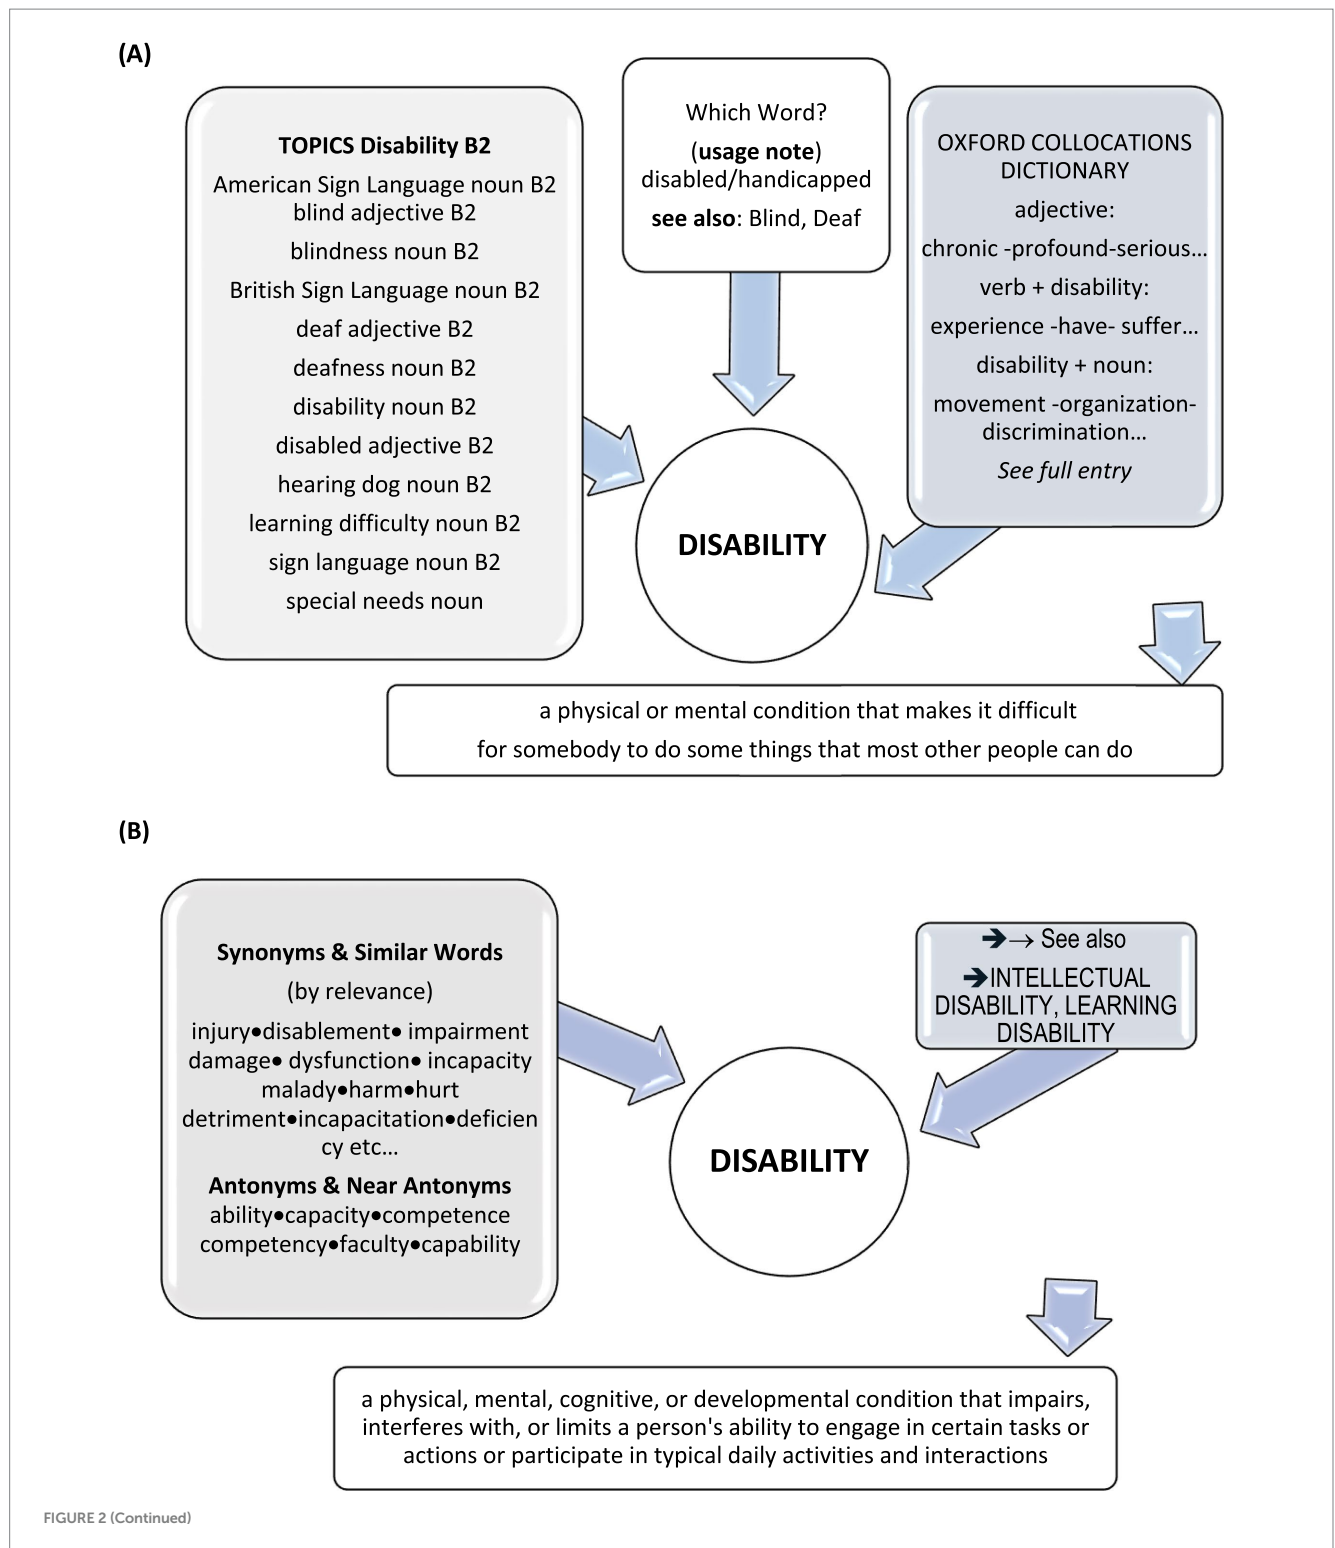 (A)
TOPICS Disability B2
American Sign Language noun B2
blind adjective B2
blindness noun B2
British Sign Language noun B2
deaf adjective B2
deafness noun B2
disability noun B2
disabled adjective B2
hearing dog noun B2
learning difficulty noun B2
sign language noun B2
special needs noun
Which Word?
(usage note)
disabled/handicapped
see also: Blind, Deaf
OXFORD COLLOCATIONS
DICTIONARY
adjective:
chronic -profound-serious...
verb + disability:
experience -have- suffer...
disability + noun:
movement -organization-
discrimination...
See full entry
DISABILITY
a physical or mental condition that makes it difficult
for somebody to do some things that most other people can do
(B)
Synonyms & Similar Words
(by relevance)
injury●disablement● impairment
damage● dysfunction● incapacity
malady●harm●hurt
detriment●incapacitation●deficien
cy etc...
Antonyms & Near Antonyms
ability●capacity●competence
competency●faculty●capability
➔→ See also
➔INTELLECTUAL
DISABILITY, LEARNING
DISABILITY
DISABILITY
a physical, mental, cognitive, or developmental condition that impairs,
interferes with, or limits a person's ability to engage in certain tasks or
actions or participate in typical daily activities and interactions
FIGURE 2 (Continued)